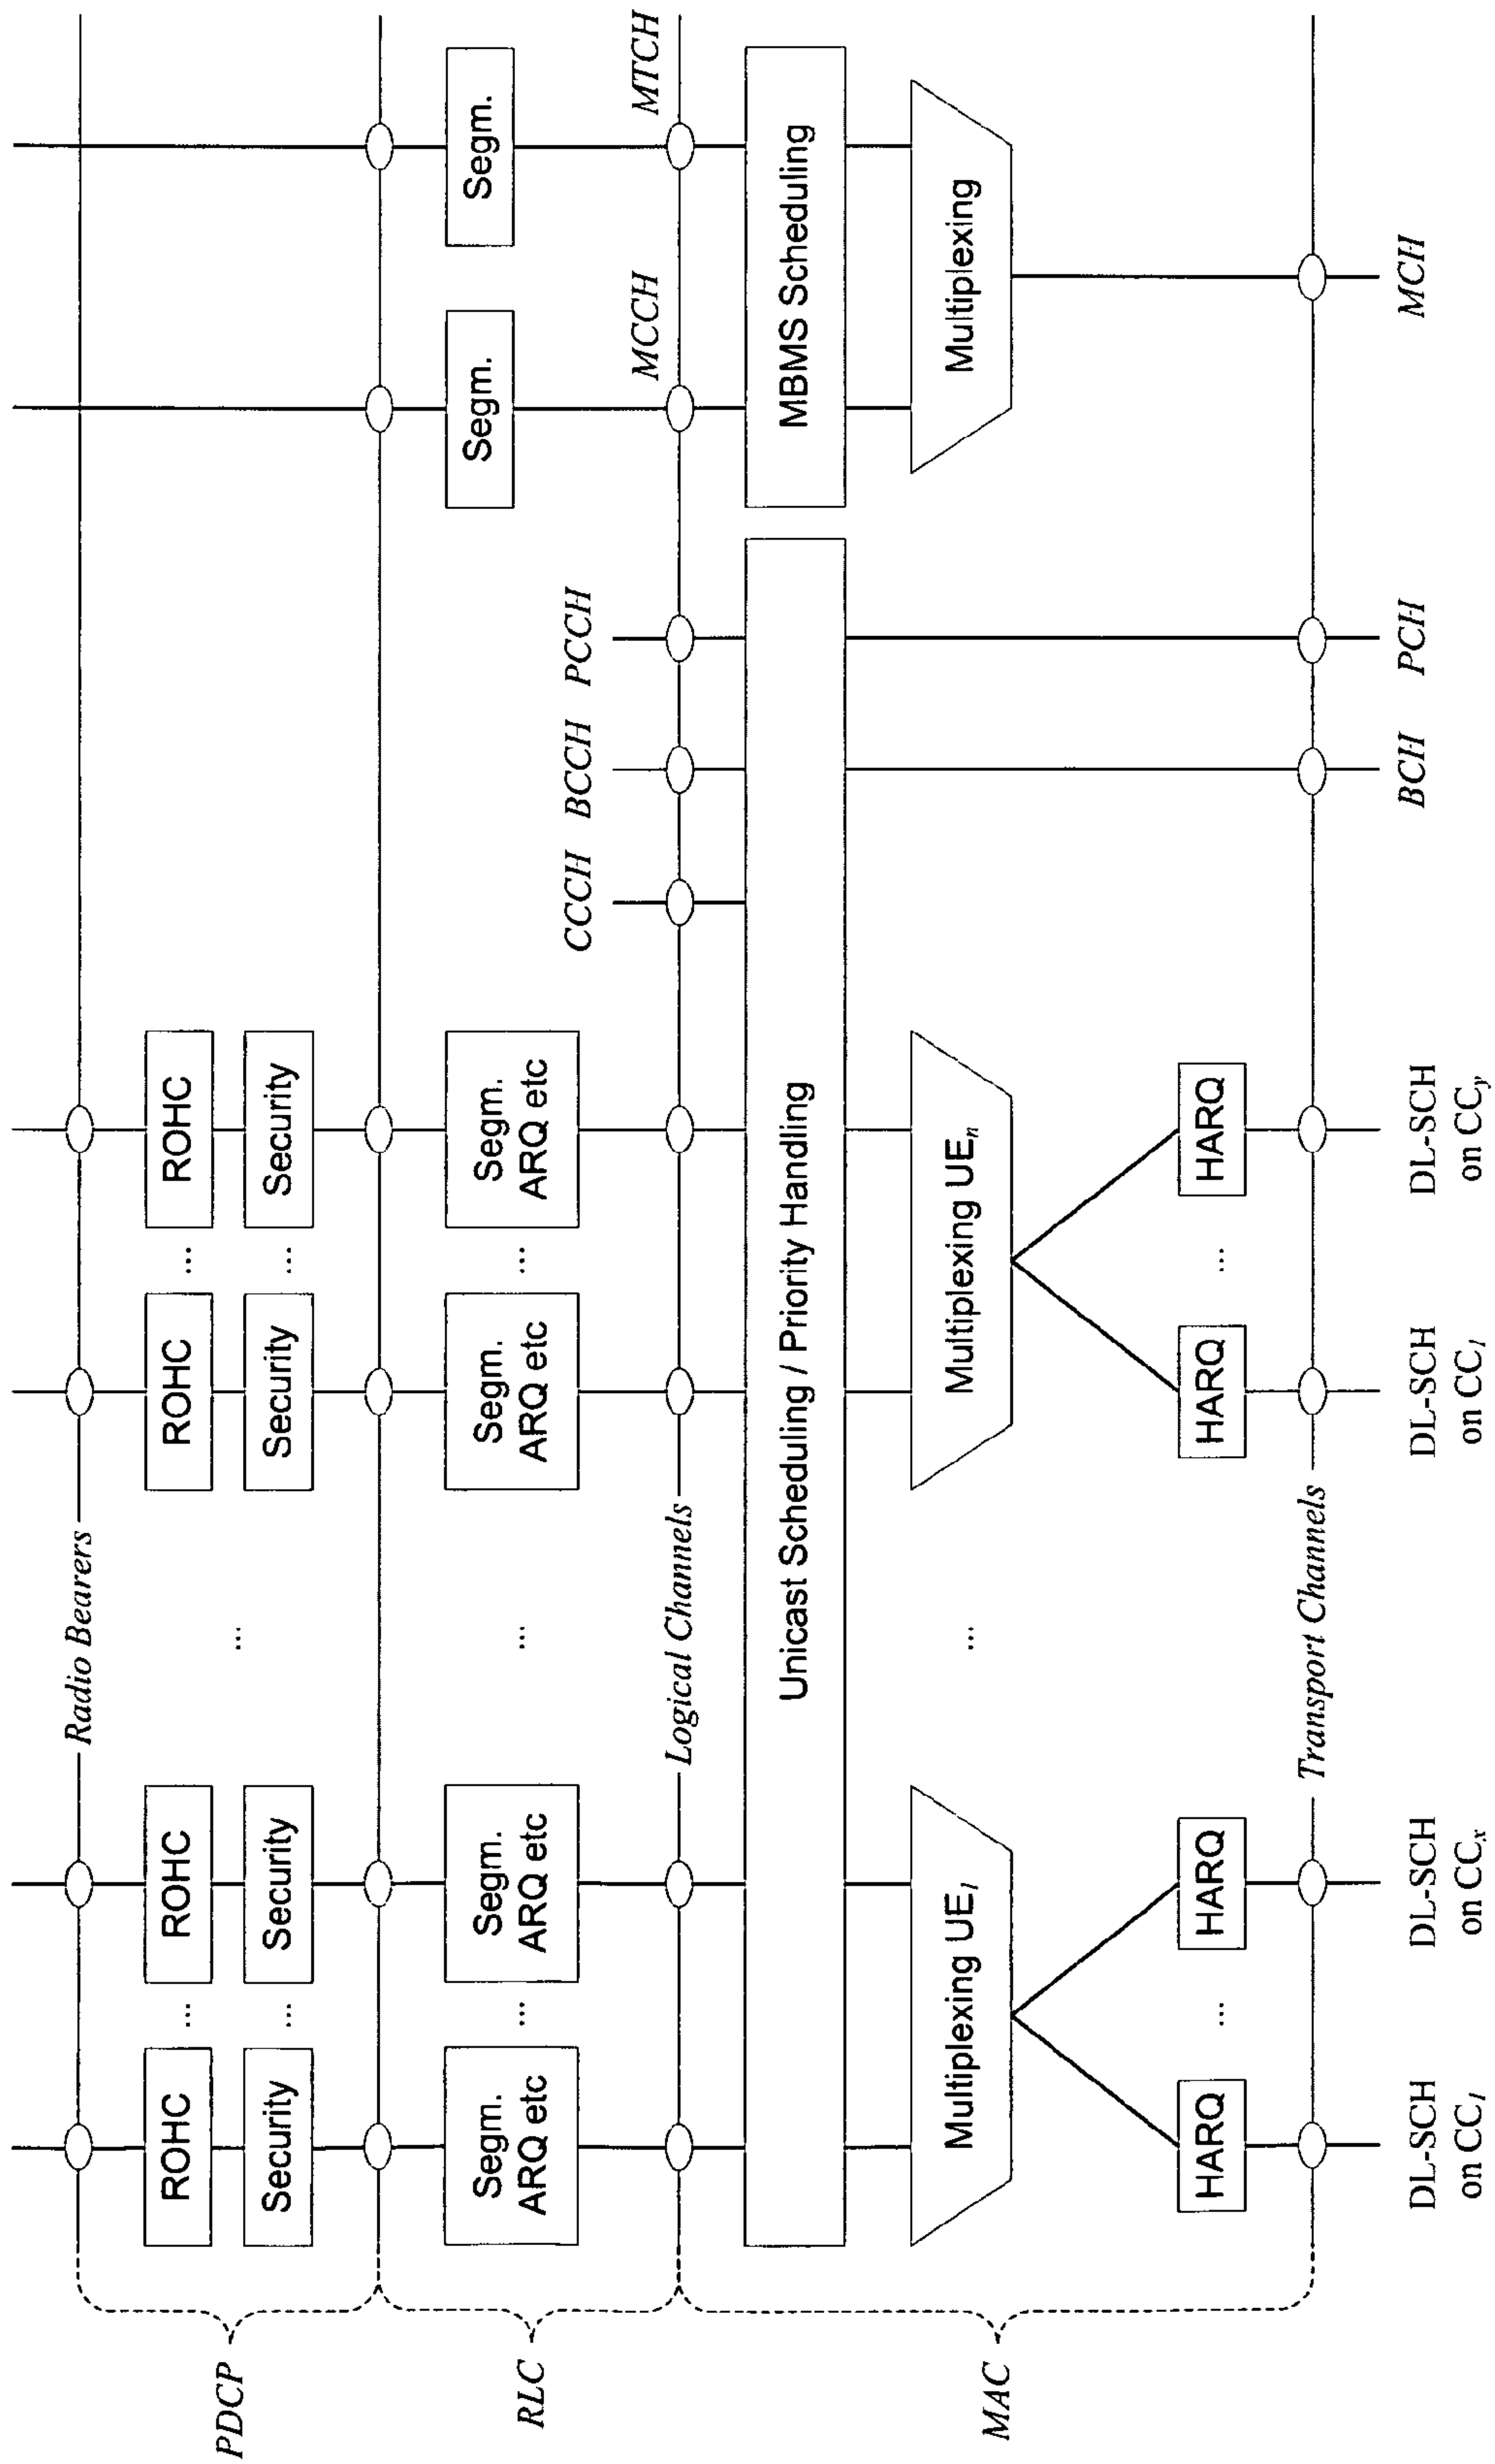 Radio Bearers
ROHC ... ROHC ROHC ... ROHC
PDCP
...
Security ... Security Security ... Security
Segm. Segm. Segm. Segm. Segm. Segm.
RLC
ARQ etc ... ARQ etc ... ARQ etc ... ARQ etc
CCCH BCCH PCCH MCCH MTCH
Logical Channels
Unicast Scheduling / Priority Handling MBMS Scheduling
Multiplexing UE₁ ... Multiplexing UEₙ Multiplexing
MAC
HARQ ... HARQ HARQ ... HARQ
Transport Channels
DL-SCH DL-SCH DL-SCH DL-SCH BCH PCH MCH
on CC₁ on CCₓ on CC₁ on CCy